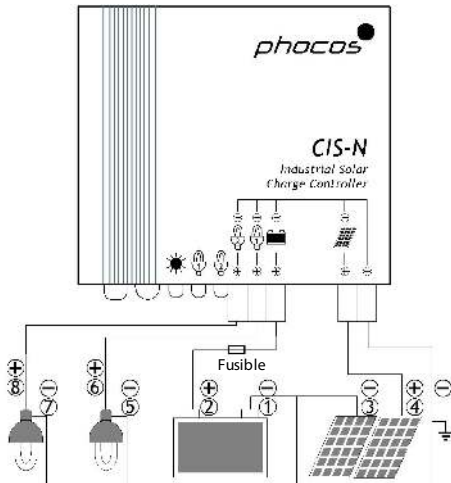 phocos
CIS-N
Industrial Solar
Charge Controller
Fusible
+ - + - + - - + -
8 7 6 5 2 1 3 4